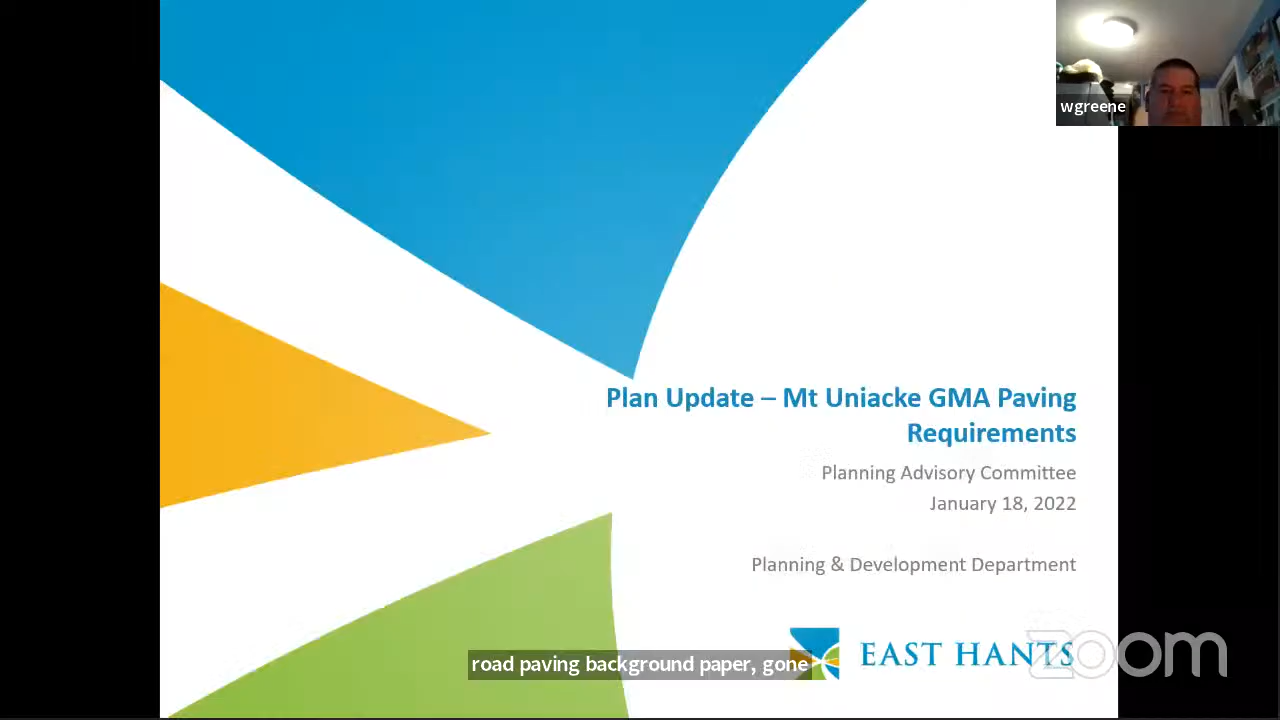 wgreene
Plan Update – Mt Uniacke GMA Paving
Requirements
Planning Advisory Committee
January 18, 2022
Planning & Development Department
EAST HANTS
zoom
road paving background paper, gone